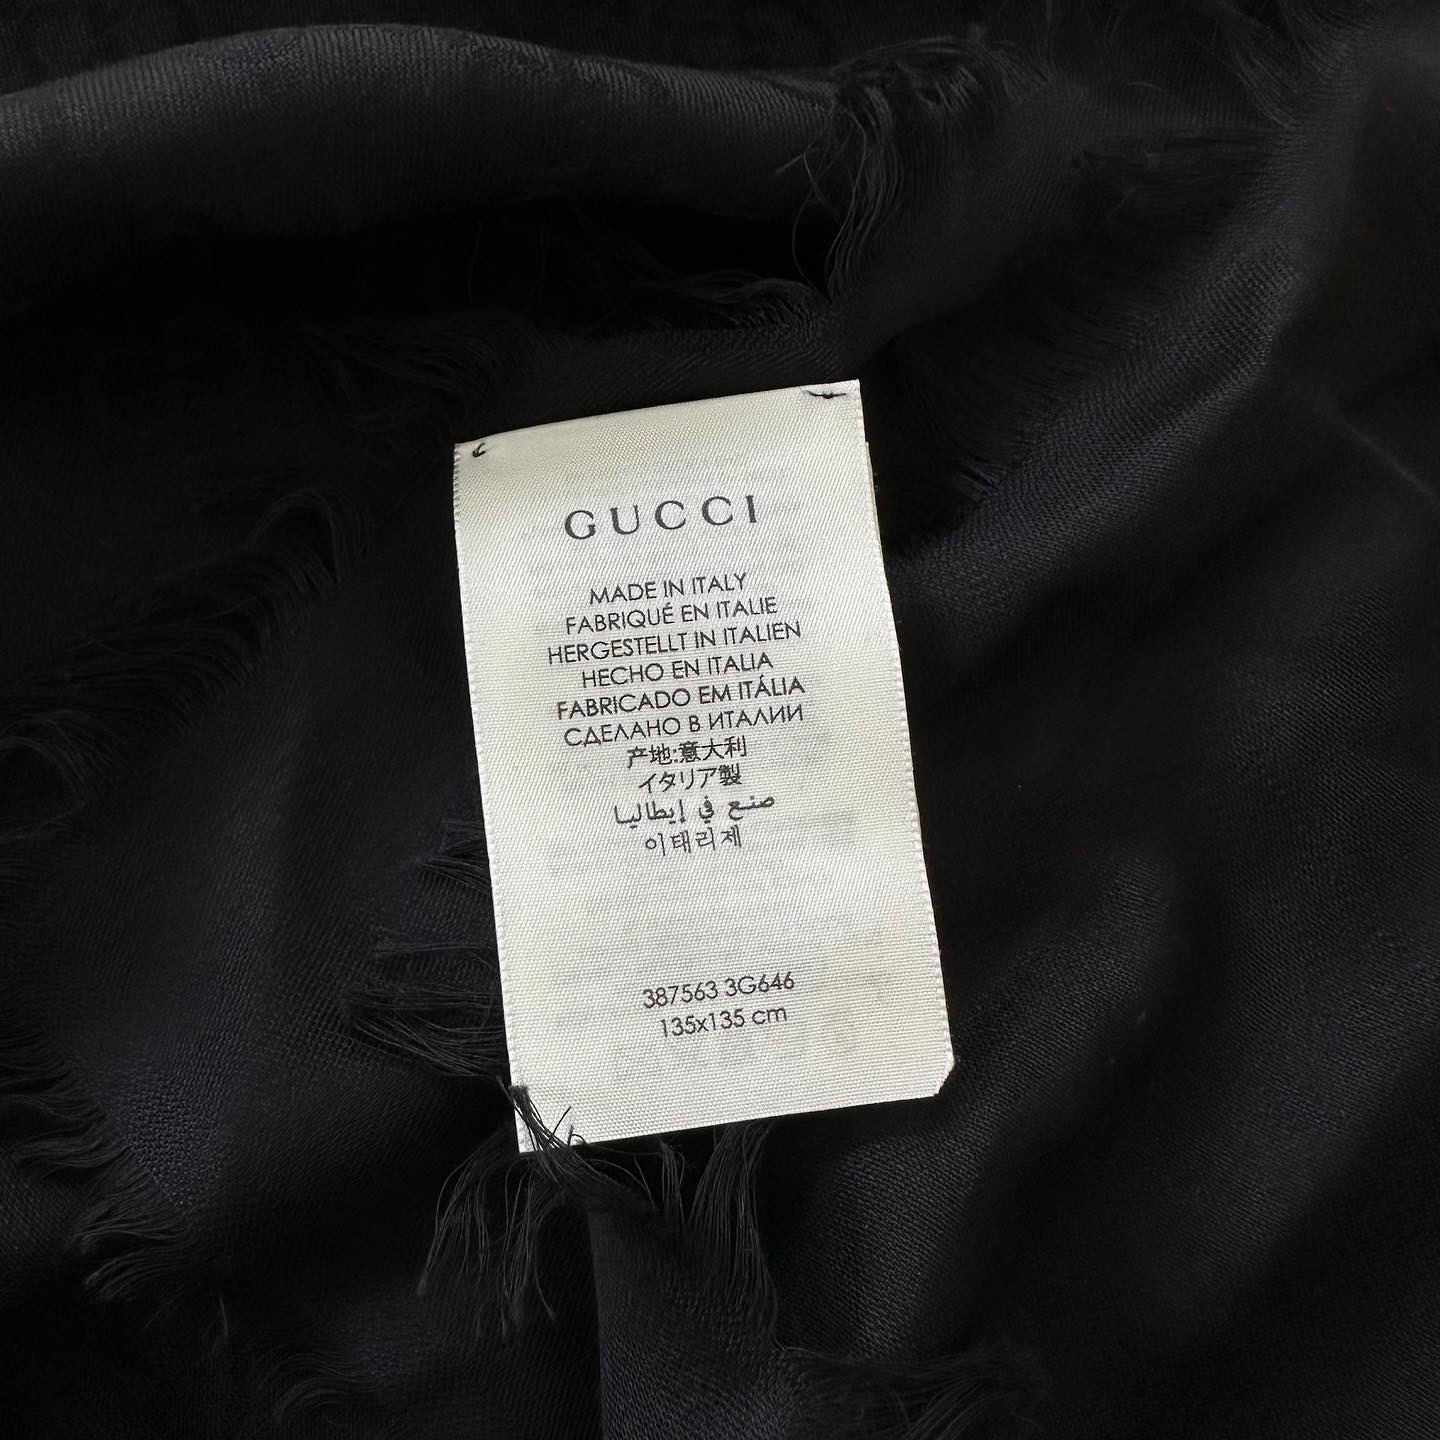 GUCCI
MADE IN ITALY
FABRIQUÉ EN ITALIE
HERGESTELLT IN ITALIEN
HECHO EN ITALIA
FABRICADO EM ITÁLIA
СДЕЛАНО В ИТАЛИИ
产地:意大利
イタリア製
صنع في إيطاليا
이태리제
387563 3G646
135x135 cm